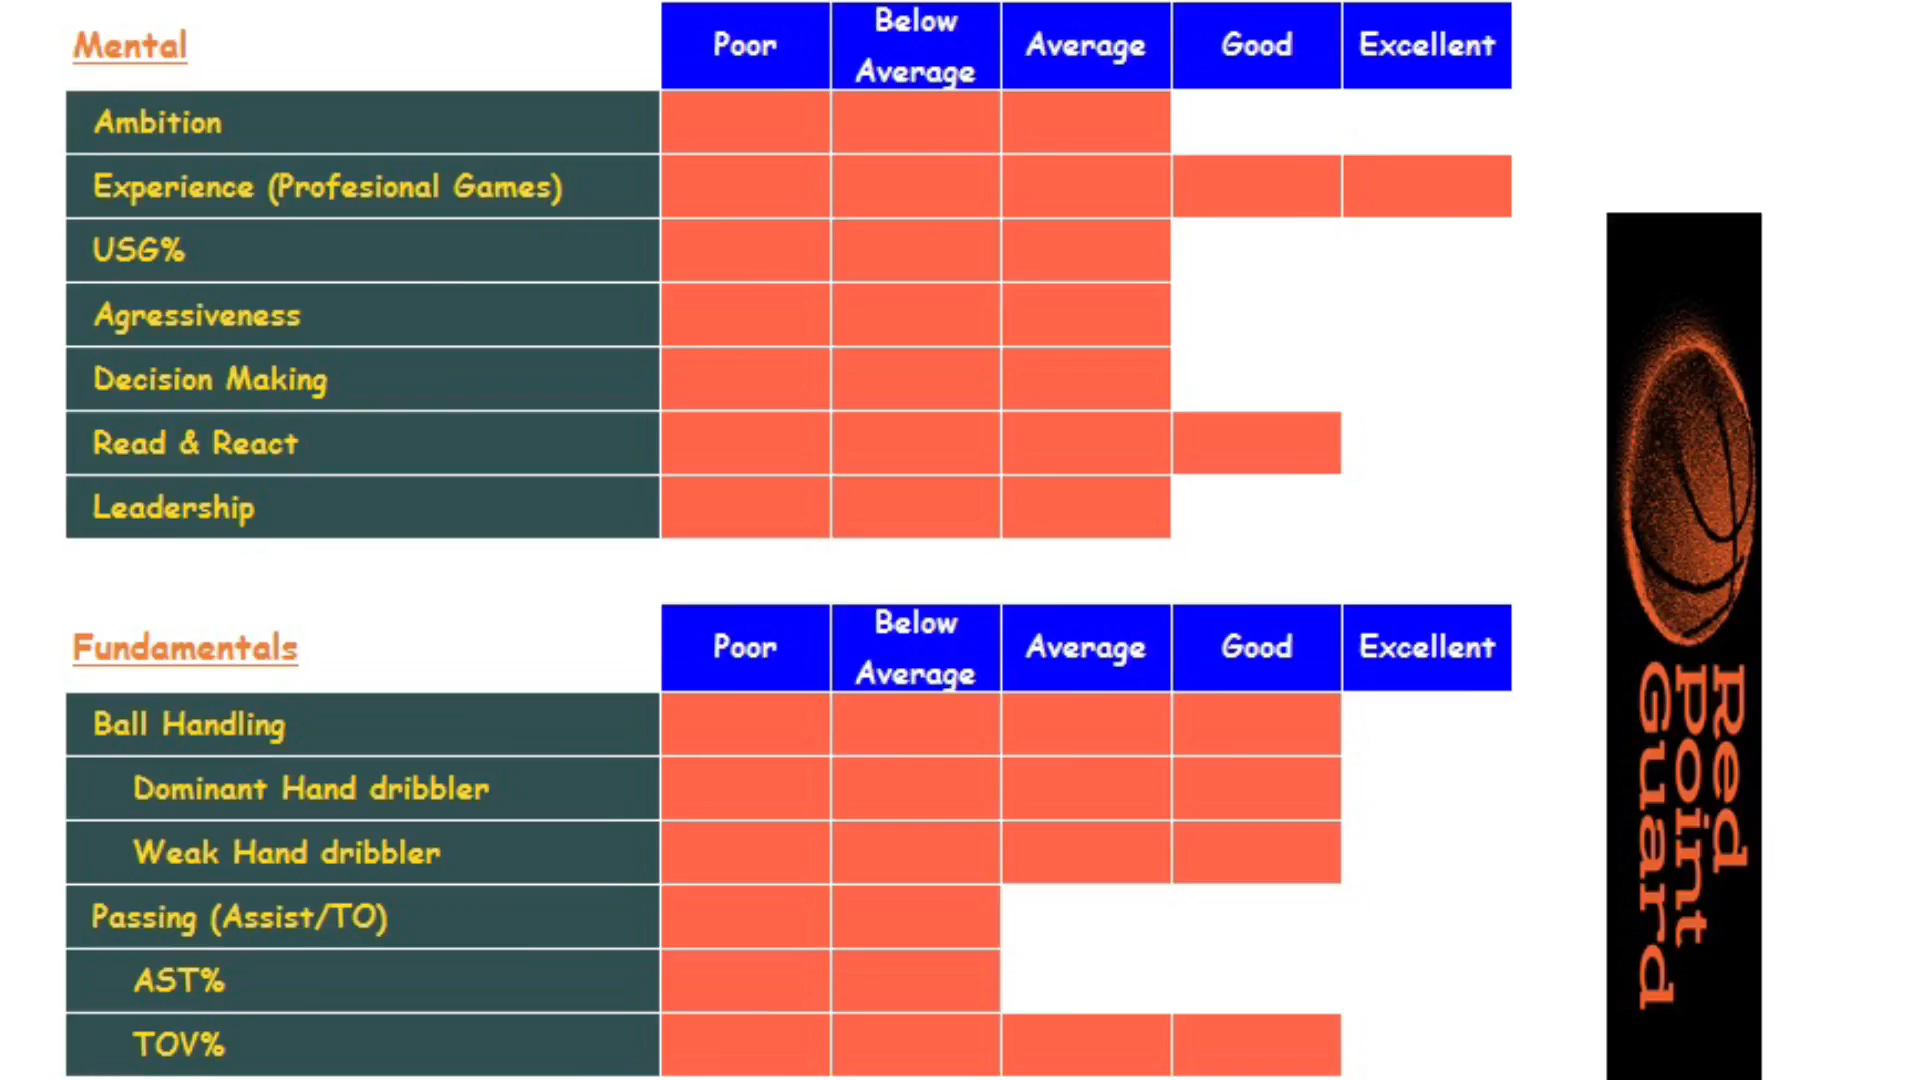 Mental
Poor
Below
Average
Average
Good
Excellent
Ambition
Experience (Profesional Games)
USG%
Agressiveness
Decision Making
Read & React
Leadership
Fundamentals
Poor
Below
Average
Average
Good
Excellent
Ball Handling
Dominant Hand dribbler
Weak Hand dribbler
Passing (Assist/TO)
AST%
TOV%
Red
Point
Guard